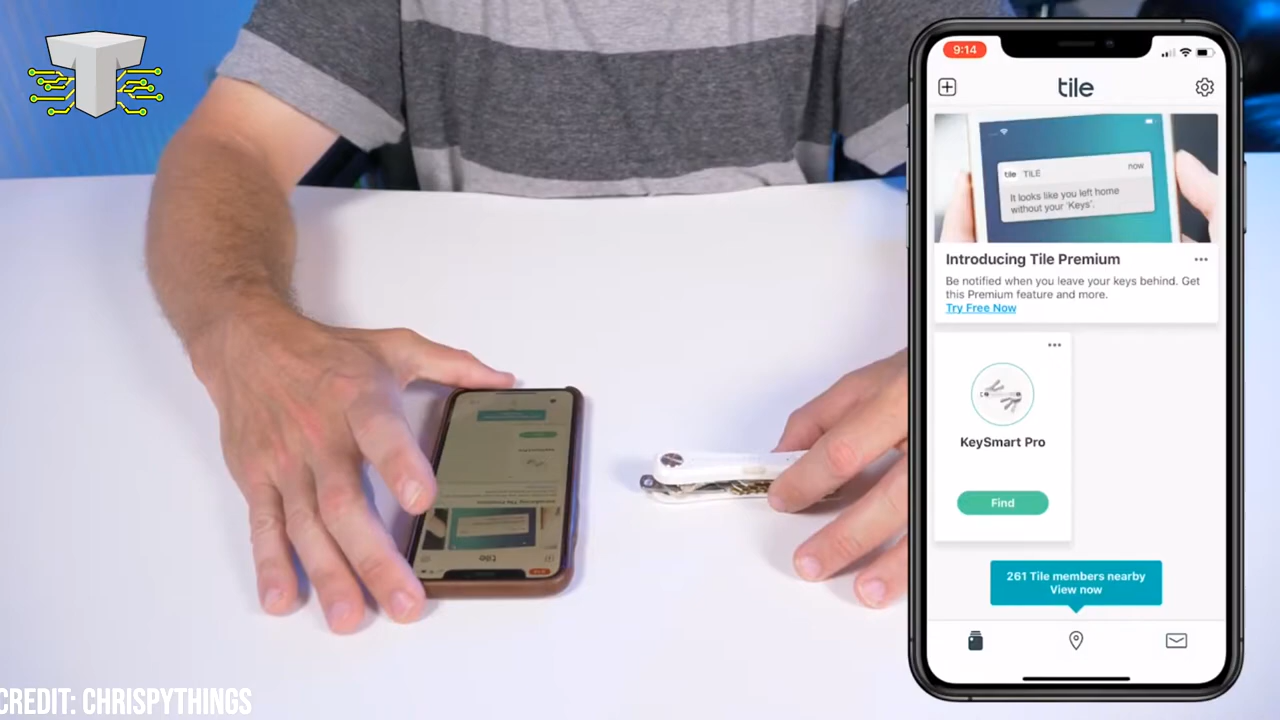 9:14
tile
tile TILE now
It looks like you left home
without your 'Keys'.
Introducing Tile Premium
Be notified when you leave your keys behind. Get
this Premium feature and more.
Try Free Now
KeySmart Pro
Find
261 Tile members nearby
View now
CREDIT: CHRISPYTHINGS